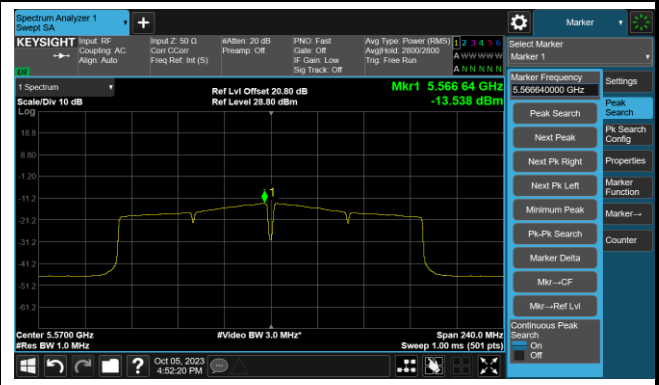 Spectrum Analyzer 1
Swept SA
+
Marker
KEYSIGHT
Input: RF
Coupling: AC
Align: Auto
Input Z: 50 Ω
Corr CCorr
Freq Ref: Int (S)
#Atten: 20 dB
Preamp: Off
PNO: Fast
Gate: Off
IF Gain: Low
Sig Track: Off
Avg Type: Power (RMS)
Avg|Hold: 2800/2800
Trig: Free Run
1 2 3 4 5 6
A W W W W W
A N N N N N
LXI
Select Marker
Marker 1
1 Spectrum
Scale/Div 10 dB
Log
Ref Lvl Offset 20.80 dB
Ref Level 28.80 dBm
Mkr1 5.566 64 GHz
-13.538 dBm
18.8
8.80
-1.20
-11.2
-21.2
-31.2
-41.2
-51.2
-61.2
1
Center 5.5700 GHz
#Res BW 1.0 MHz
#Video BW 3.0 MHz*
Span 240.0 MHz
Sweep 1.00 ms (501 pts)
Marker Frequency
5.566640000 GHz
Peak Search
Next Peak
Next Pk Right
Next Pk Left
Minimum Peak
Pk-Pk Search
Marker Delta
Mkr→CF
Mkr→Ref Lvl
Continuous Peak
Search
On
Off
Settings
Peak
Search
Pk Search
Config
Properties
Marker
Function
Marker→
Counter
?
Oct 05, 2023
4:52:20 PM